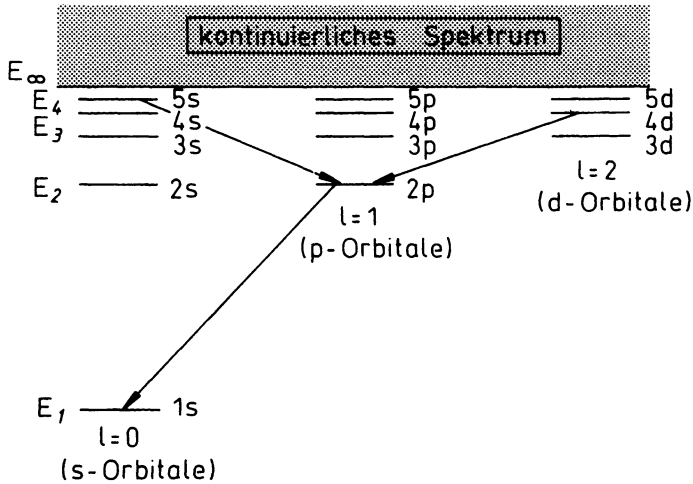 kontinuierliches Spektrum
E∞
E4 5s 5p 5d
E3 4s 4p 4d
3s 3p 3d
E2 2s 2p l=2
l=1 (d-Orbitale)
(p-Orbitale)
E1 1s
l=0
(s-Orbitale)